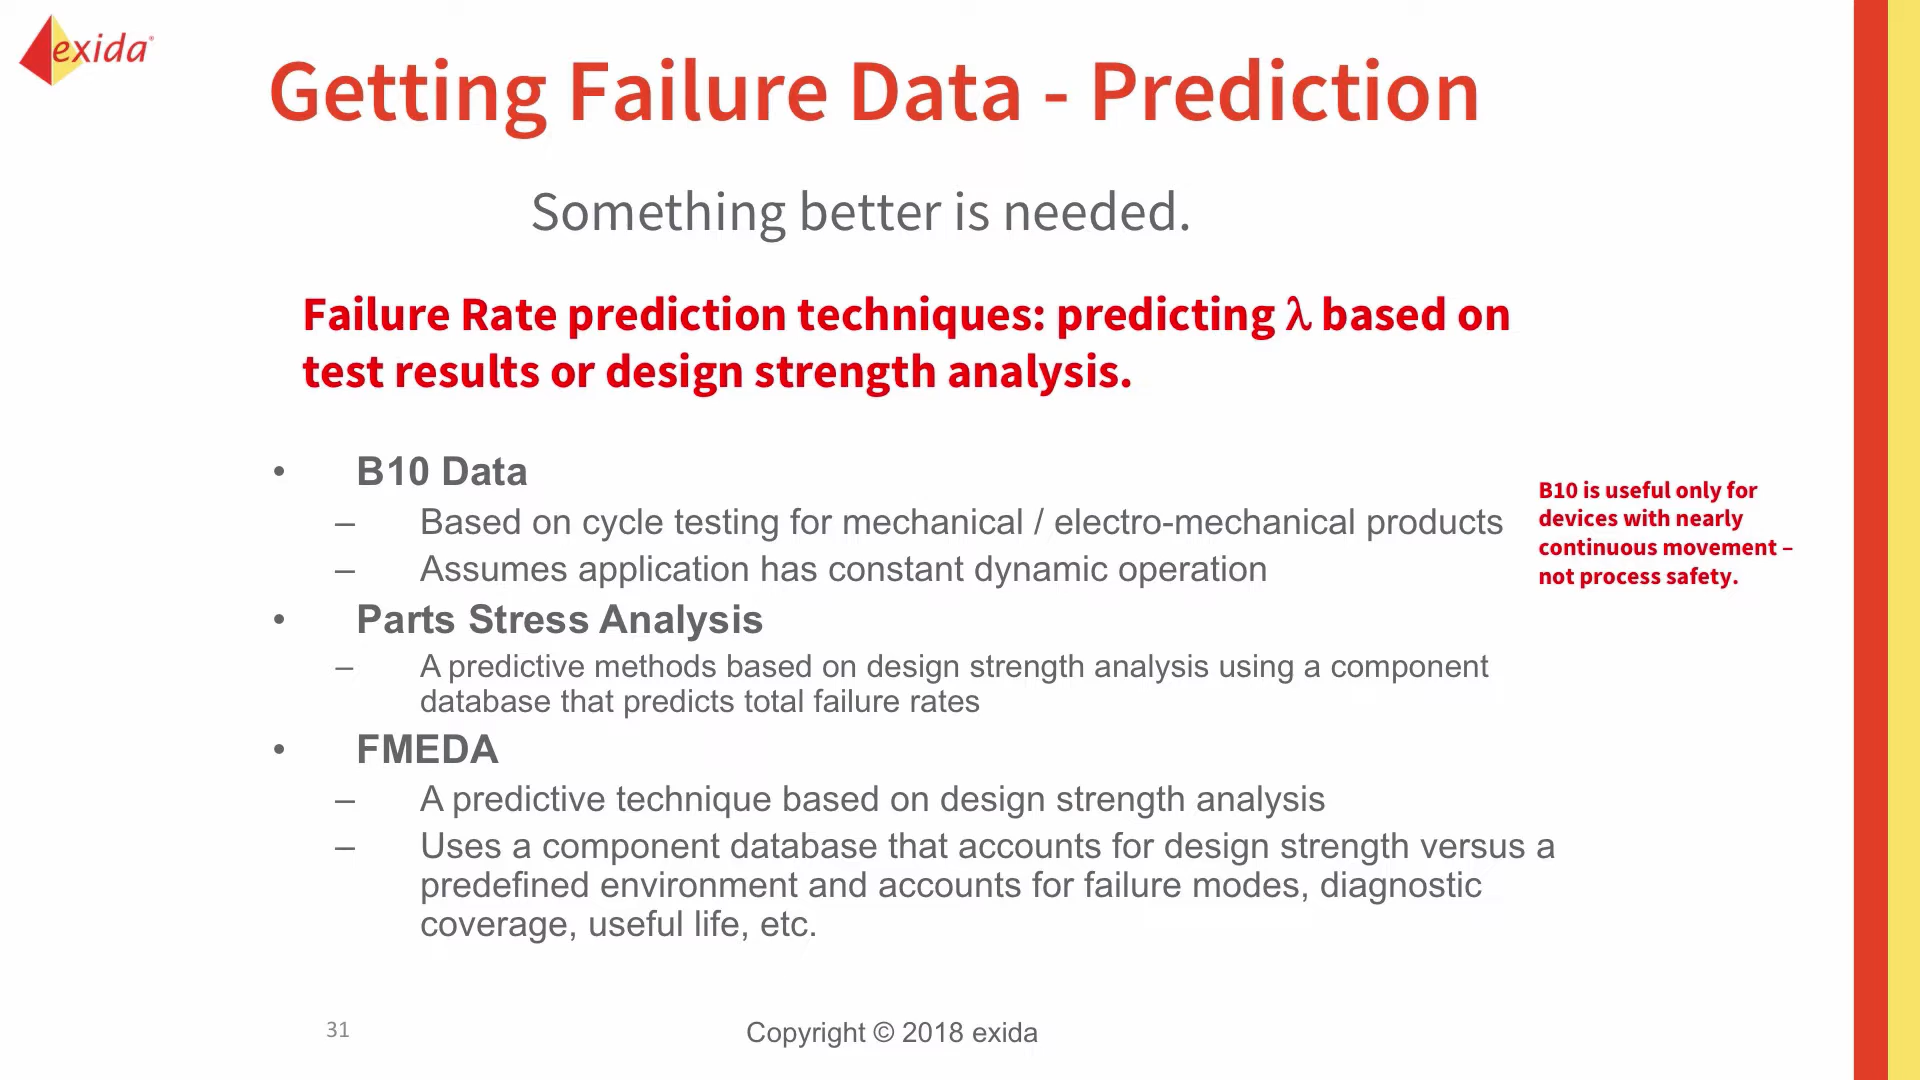 exida
Getting Failure Data - Prediction
Something better is needed.
Failure Rate prediction techniques: predicting λ based on
test results or design strength analysis.
• B10 Data
– Based on cycle testing for mechanical / electro-mechanical products
– Assumes application has constant dynamic operation
B10 is useful only for
devices with nearly
continuous movement –
not process safety.
• Parts Stress Analysis
– A predictive methods based on design strength analysis using a component
database that predicts total failure rates
• FMEDA
– A predictive technique based on design strength analysis
– Uses a component database that accounts for design strength versus a
predefined environment and accounts for failure modes, diagnostic
coverage, useful life, etc.
31
Copyright © 2018 exida